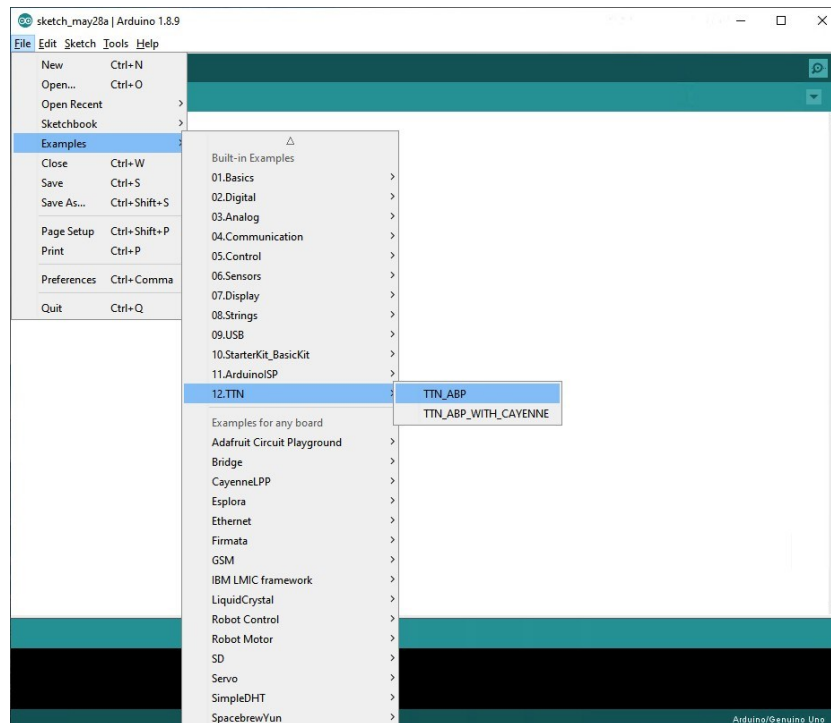 sketch_may28a | Arduino 1.8.9
File Edit Sketch Tools Help
New Ctrl+N
Open... Ctrl+O
Open Recent
Sketchbook
Examples
Close Ctrl+W
Save Ctrl+S
Save As... Ctrl+Shift+S
Page Setup Ctrl+Shift+P
Print Ctrl+P
Preferences Ctrl+Comma
Quit Ctrl+Q
Built-in Examples
01.Basics
02.Digital
03.Analog
04.Communication
05.Control
06.Sensors
07.Display
08.Strings
09.USB
10.StarterKit_BasicKit
11.ArduinoISP
12.TTN
Examples for any board
Adafruit Circuit Playground
Bridge
CayenneLPP
Esplora
Ethernet
Firmata
GSM
IBM LMIC framework
LiquidCrystal
Robot Control
Robot Motor
SD
Servo
SimpleDHT
SpacebrewYun
TTN_ABP
TTN_ABP_WITH_CAYENNE
Arduino/Genuino Uno